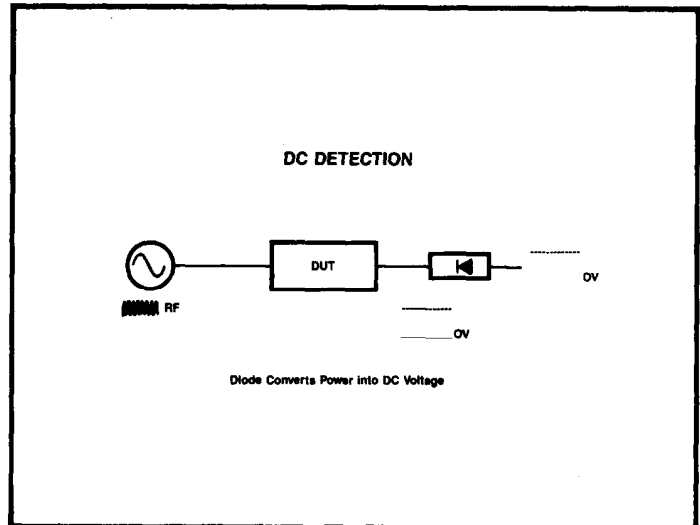 DC DETECTION
DUT
RF
OV
OV
Diode Converts Power into DC Voltage